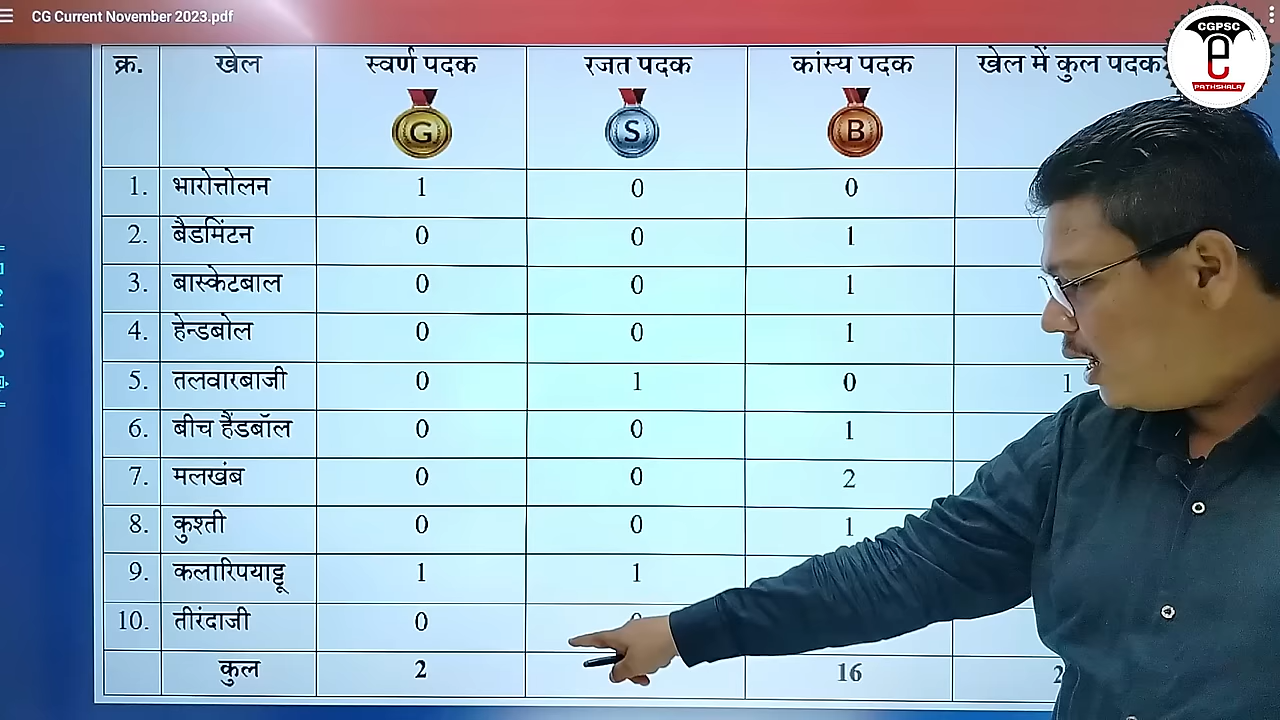 CG Current November 2023.pdf
CGPSC
e
PATHSHALA
क्र. खेल स्वर्ण पदक रजत पदक कांस्य पदक खेल में कुल पदक
G S B
1. भारोत्तोलन 1 0 0
2. बैडमिंटन 0 0 1
3. बास्केटबाल 0 0 1
4. हेन्डबोल 0 0 1
5. तलवारबाजी 0 1 0 1
6. बीच हैंडबॉल 0 0 1
7. मलखंब 0 0 2
8. कुश्ती 0 0 1
9. कलारिपयाट्टू 1 1
10. तीरंदाजी 0
कुल 2 16